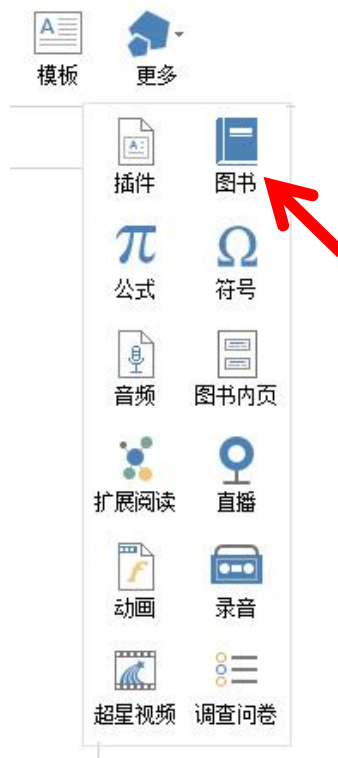 模板 更多
插件 图书
公式 符号
音频 图书内页
扩展阅读 直播
动画 录音
超星视频 调查问卷